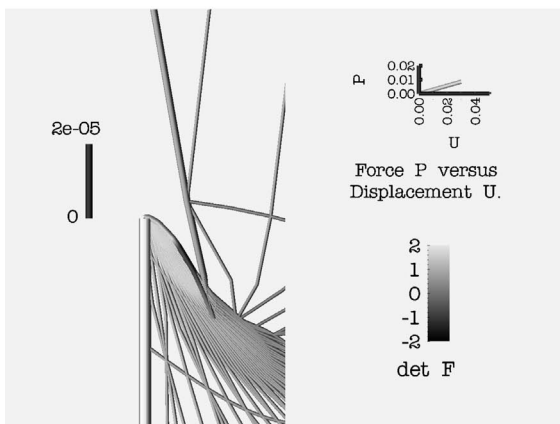 2e-05
0
P
0.02
0.01
0.00
0.00
0.02
0.04
U
Force P versus
Displacement U.
2
1
0
-1
-2
det F